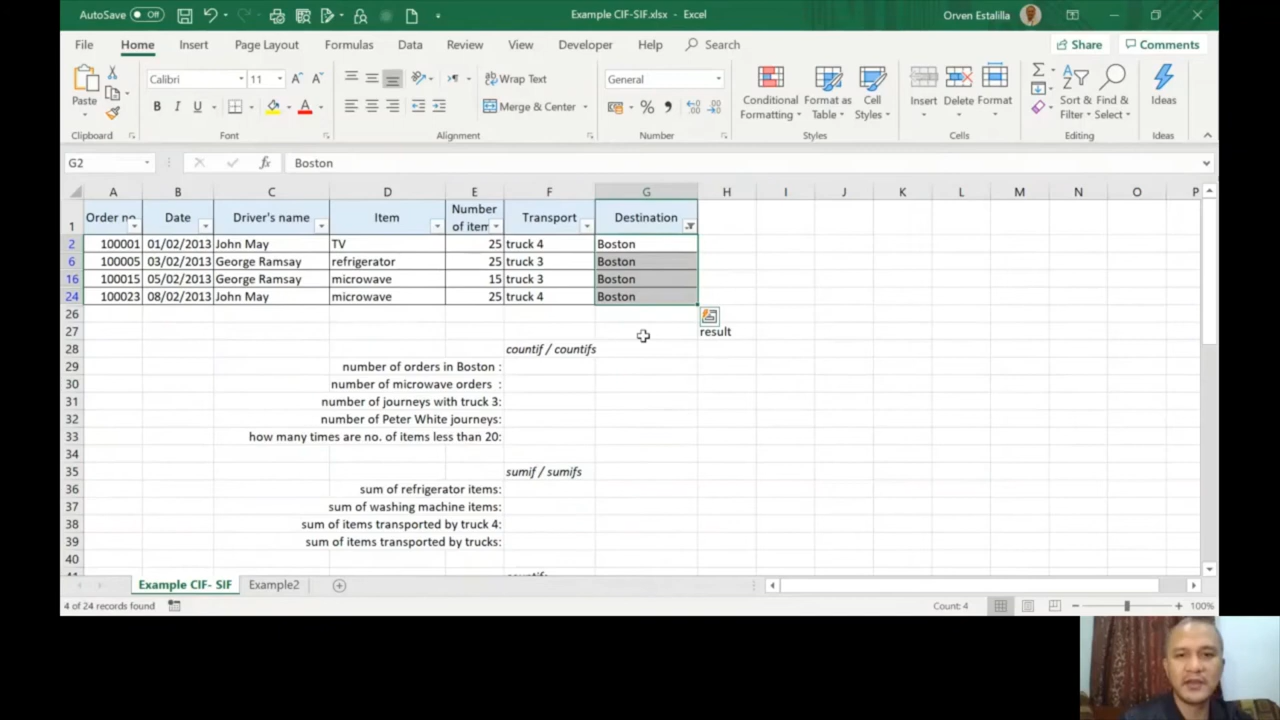 AutoSave Off Example CIF-SIF.xlsx - Excel Orven Estalilla
File Home Insert Page Layout Formulas Data Review View Developer Help Search Share Comments
Calibri 11 Wrap Text General
Paste Merge & Center Conditional Formatting Format as Table Cell Styles Insert Delete Format Sort & Filter Find & Select Ideas
Clipboard Font Alignment Number Styles Cells Editing Ideas
G2 fx Boston
A B C D E F G H I J K L M N O P
1 Order n Date Driver's name Item Number of item Transport Destination
2 100001 01/02/2013 John May TV 25 truck 4 Boston
6 100005 03/02/2013 George Ramsay refrigerator 25 truck 3 Boston
16 100015 05/02/2013 George Ramsay microwave 15 truck 3 Boston
24 100023 08/02/2013 John May microwave 25 truck 4 Boston
26
27 result
28 countif / countifs
29 number of orders in Boston :
30 number of microwave orders :
31 number of journeys with truck 3:
32 number of Peter White journeys:
33 how many times are no. of items less than 20:
34
35 sumif / sumifs
36 sum of refrigerator items:
37 sum of washing machine items:
38 sum of items transported by truck 4:
39 sum of items transported by trucks:
40
Example CIF- SIF Example2
4 of 24 records found Count: 4 100%